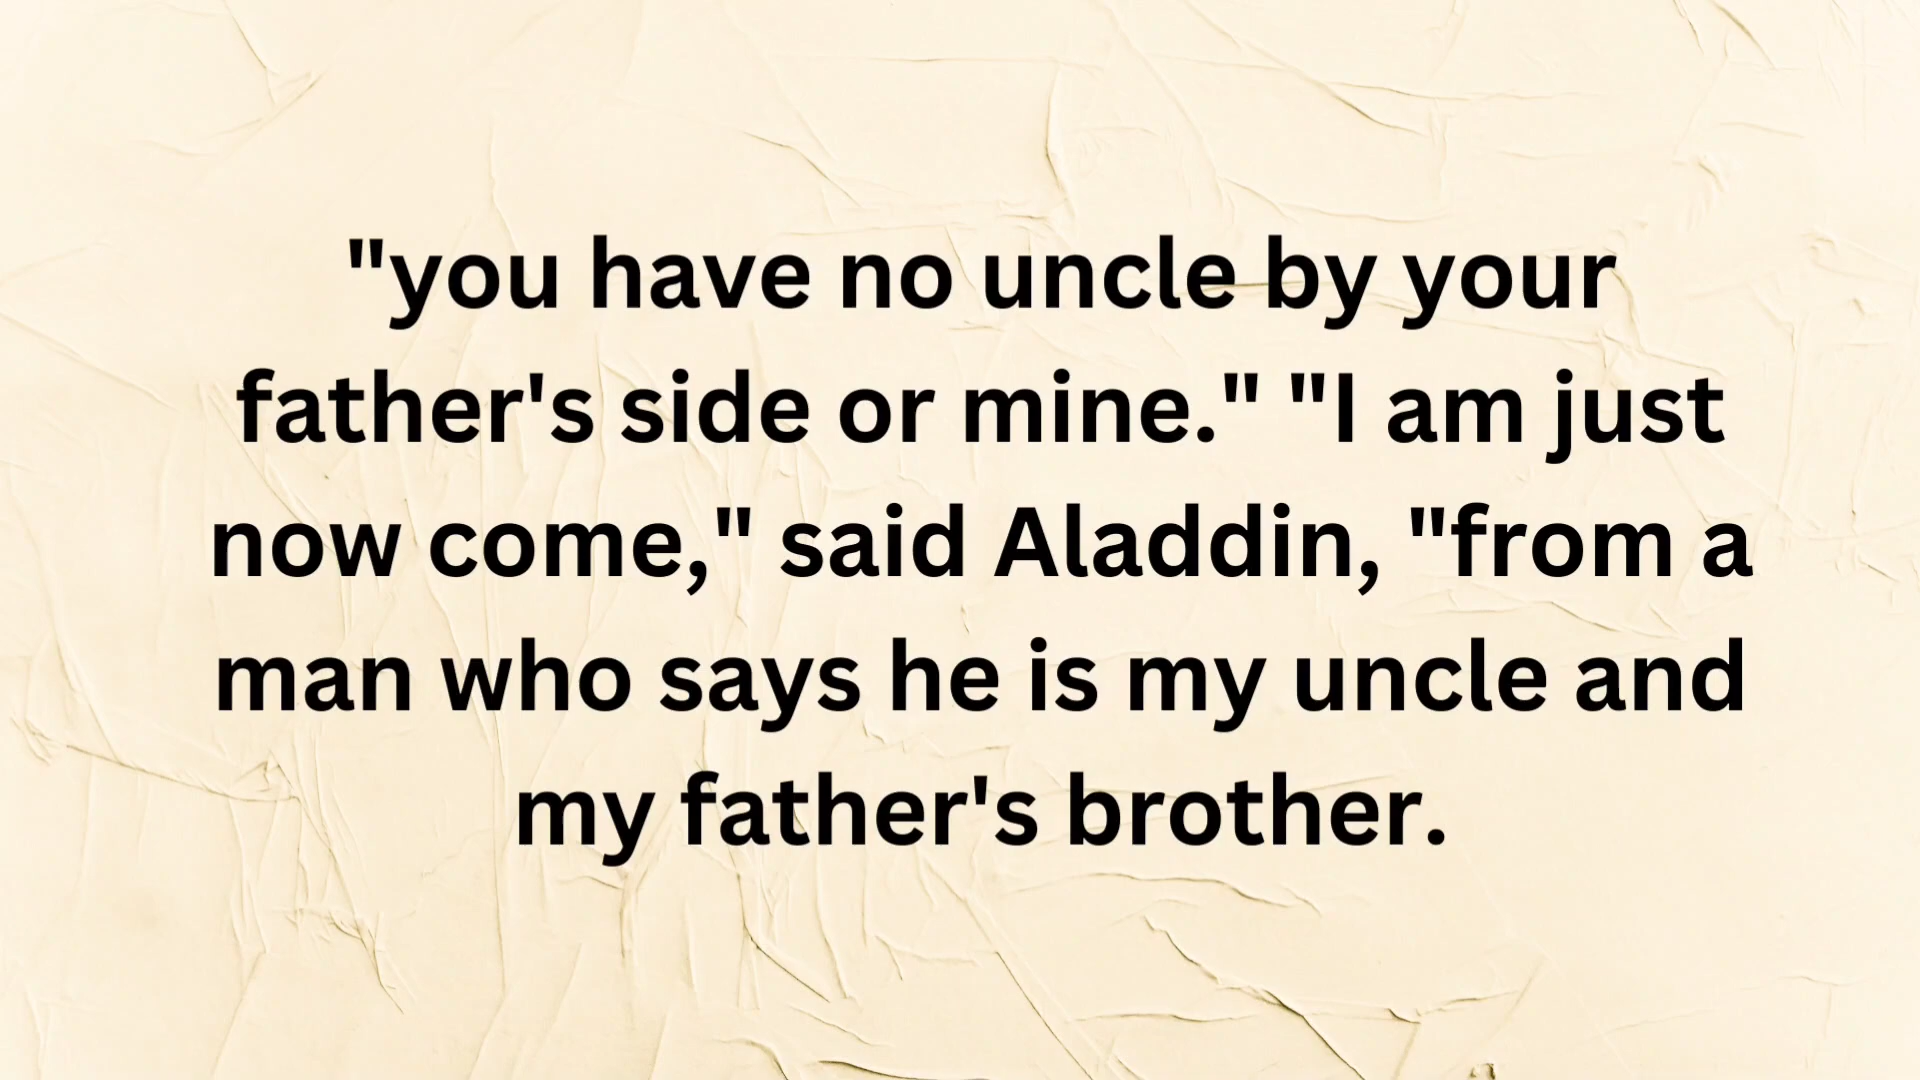 "you have no uncle by your
father's side or mine." "I am just
now come," said Aladdin, "from a
man who says he is my uncle and
my father's brother.